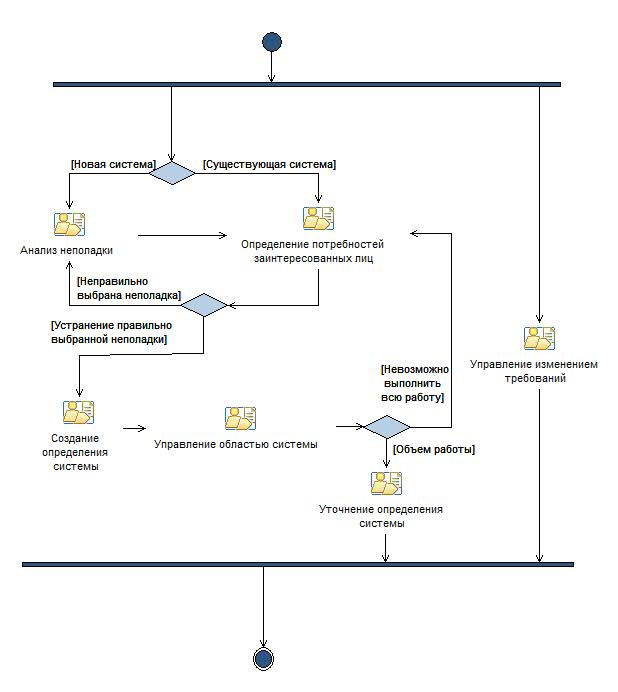 [Новая система]
[Существующая система]
Анализ неполадки
Определение потребностей
заинтересованных лиц
[Неправильно
выбрана неполадка]
[Устранение правильно
выбранной неполадки]
Управление изменением
требований
[Невозможно
выполнить
всю работу]
Создание
определения
системы
Управление областью системы
[Объем работы]
Уточнение определения
системы